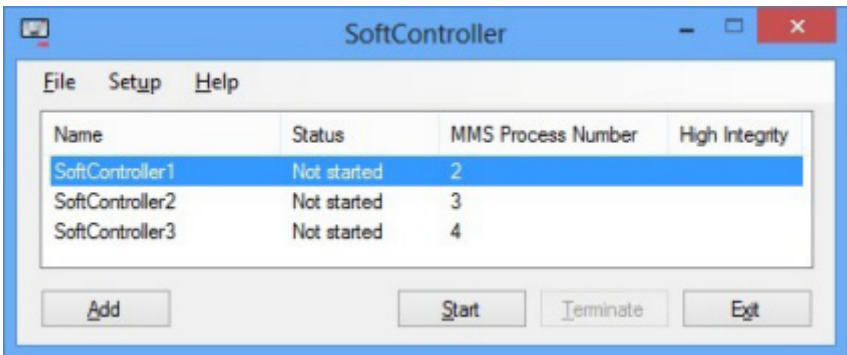 SoftController
File Setup Help
Name Status MMS Process Number High Integrity
SoftController1 Not started 2
SoftController2 Not started 3
SoftController3 Not started 4
Add Start Terminate Exit